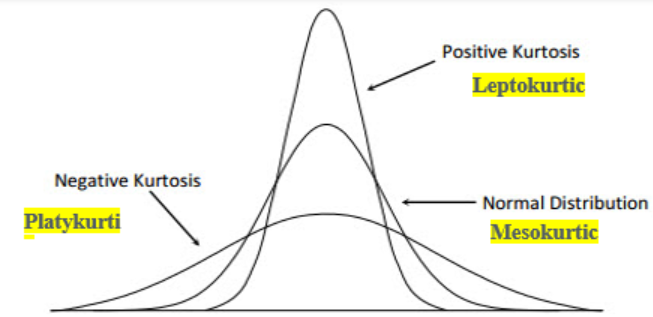 Positive Kurtosis
Leptokurtic
Negative Kurtosis
Platykurti
Normal Distribution
Mesokurtic